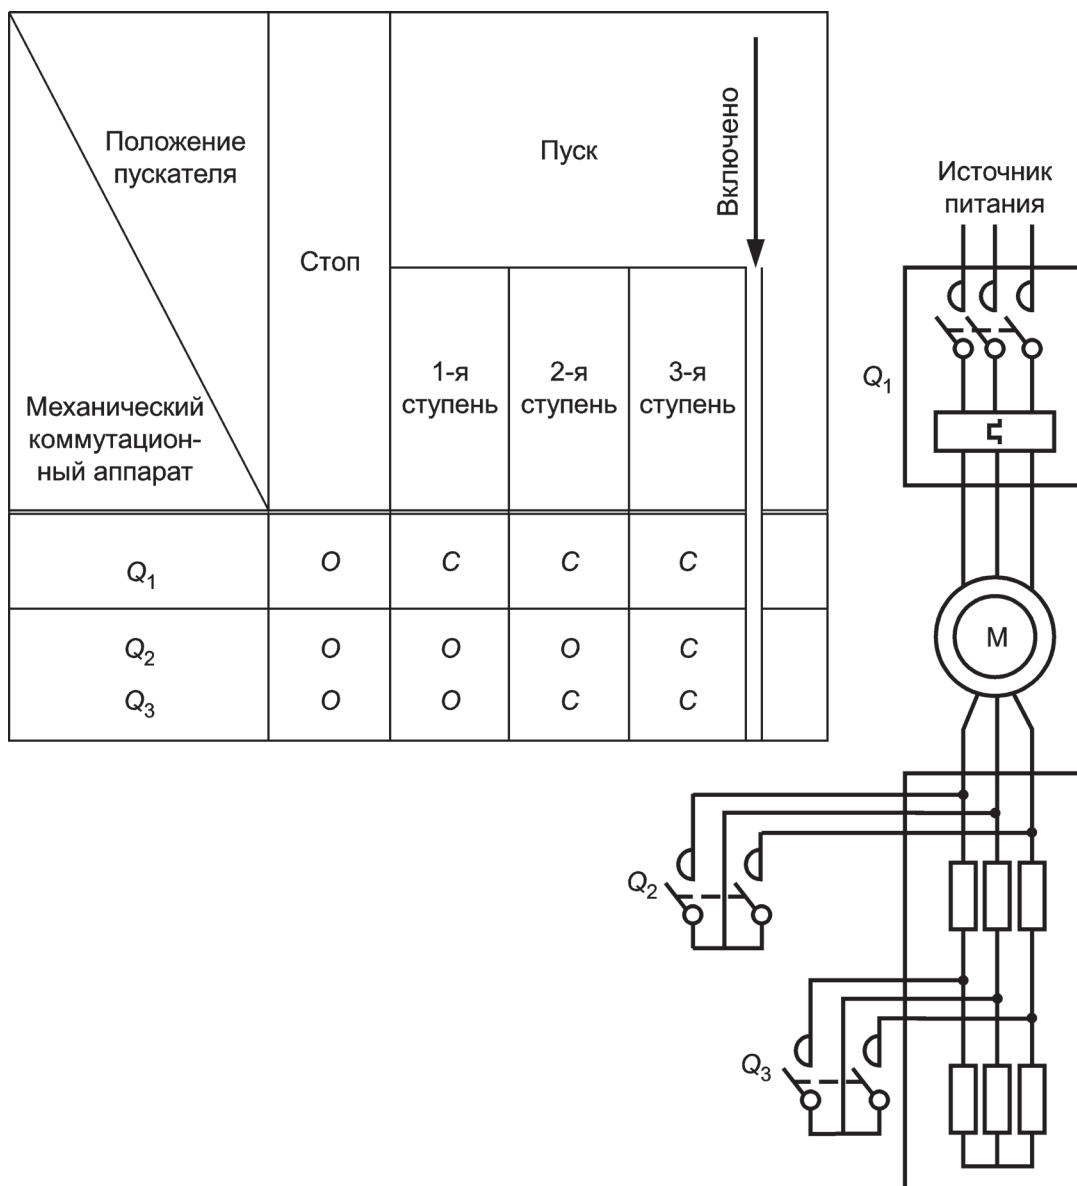 Положение
пускателя
Механический
коммутацион-
ный аппарат
Стоп
Пуск
Включено
1-я
ступень
2-я
ступень
3-я
ступень
Q1 O C C C
Q2 O O O C
Q3 O O C C
Источник
питания
Q1
M
Q2
Q3